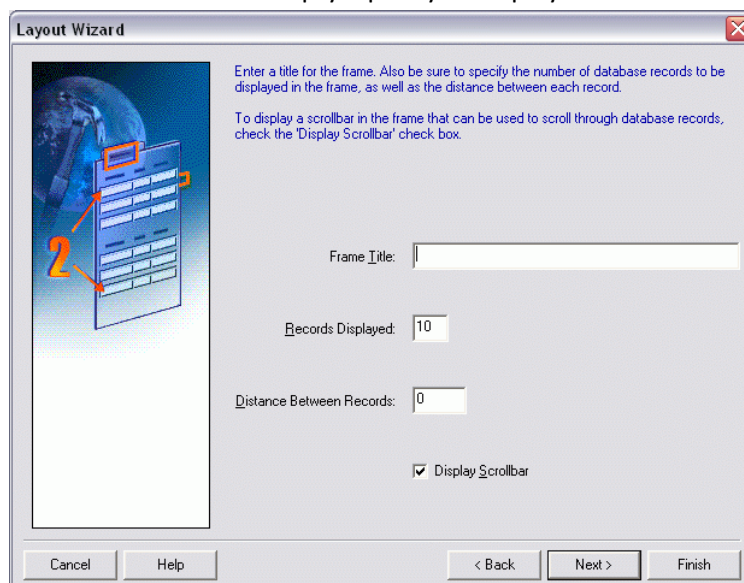 Layout Wizard
Enter a title for the frame. Also be sure to specify the number of database records to be
displayed in the frame, as well as the distance between each record.
To display a scrollbar in the frame that can be used to scroll through database records,
check the 'Display Scrollbar' check box.
2
Frame Title:
Records Displayed: 10
Distance Between Records: 0
Display Scrollbar
Cancel Help < Back Next > Finish